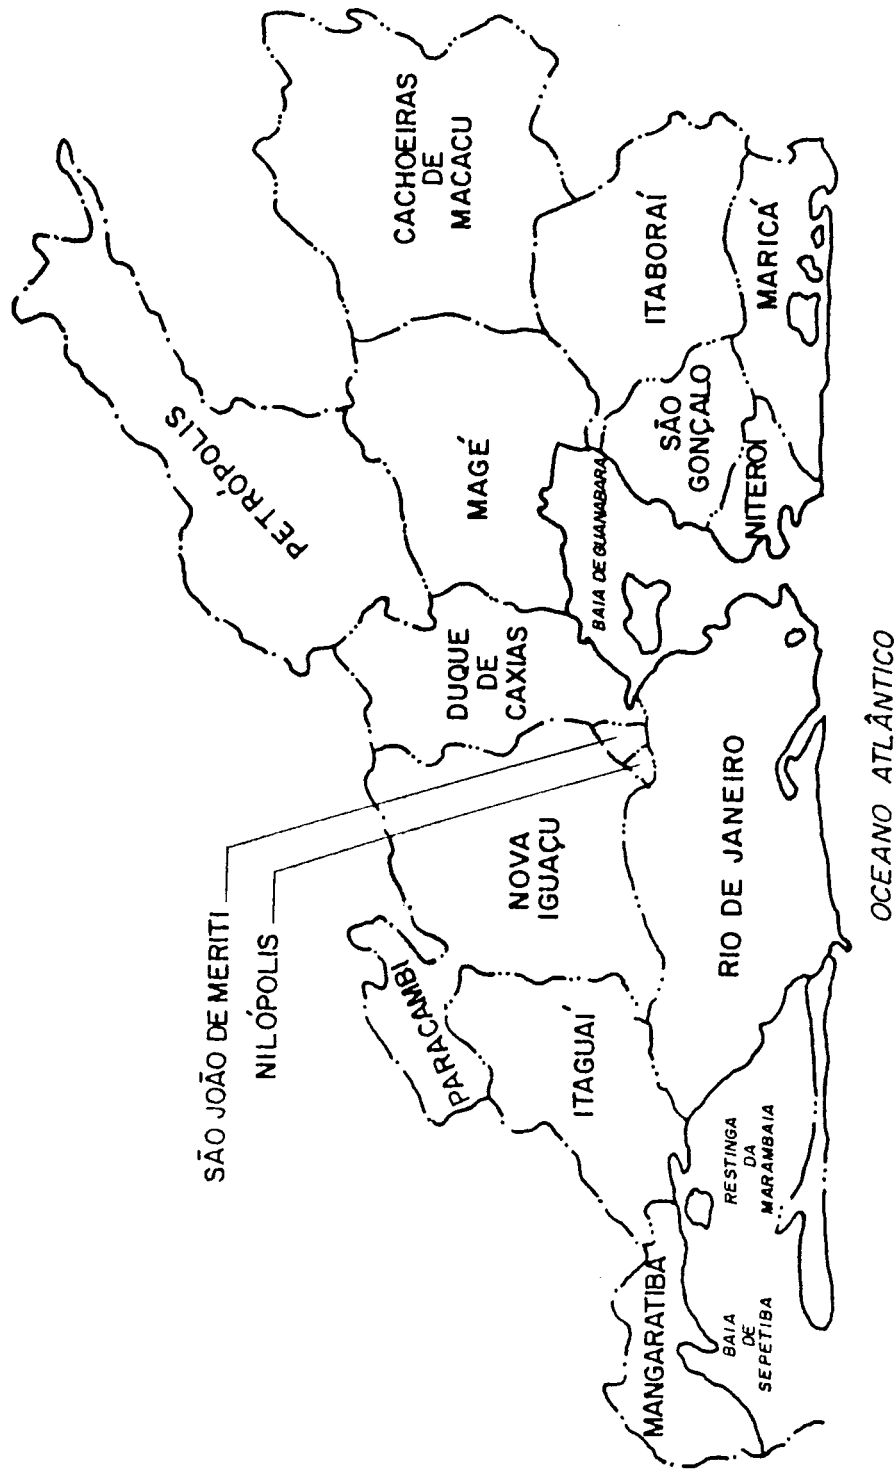 SÃO JOÃO DE MERITI
NILÓPOLIS
PETRÓPOLIS
CACHOEIRAS
DE
MACACU
PARACAMBI
NOVA
IGUAÇU
DUQUE
DE
CAXIAS
MAGÉ
ITAGUAÍ
BAIA DE GUANABARA
ITABORAÍ
SÃO
GONÇALO
MANGARATIBA
NITEROI
MARICÁ
RIO DE JANEIRO
RESTINGA
DA
MARAMBAIA
BAIA
DE
SEPETIBA
OCEANO ATLÂNTICO